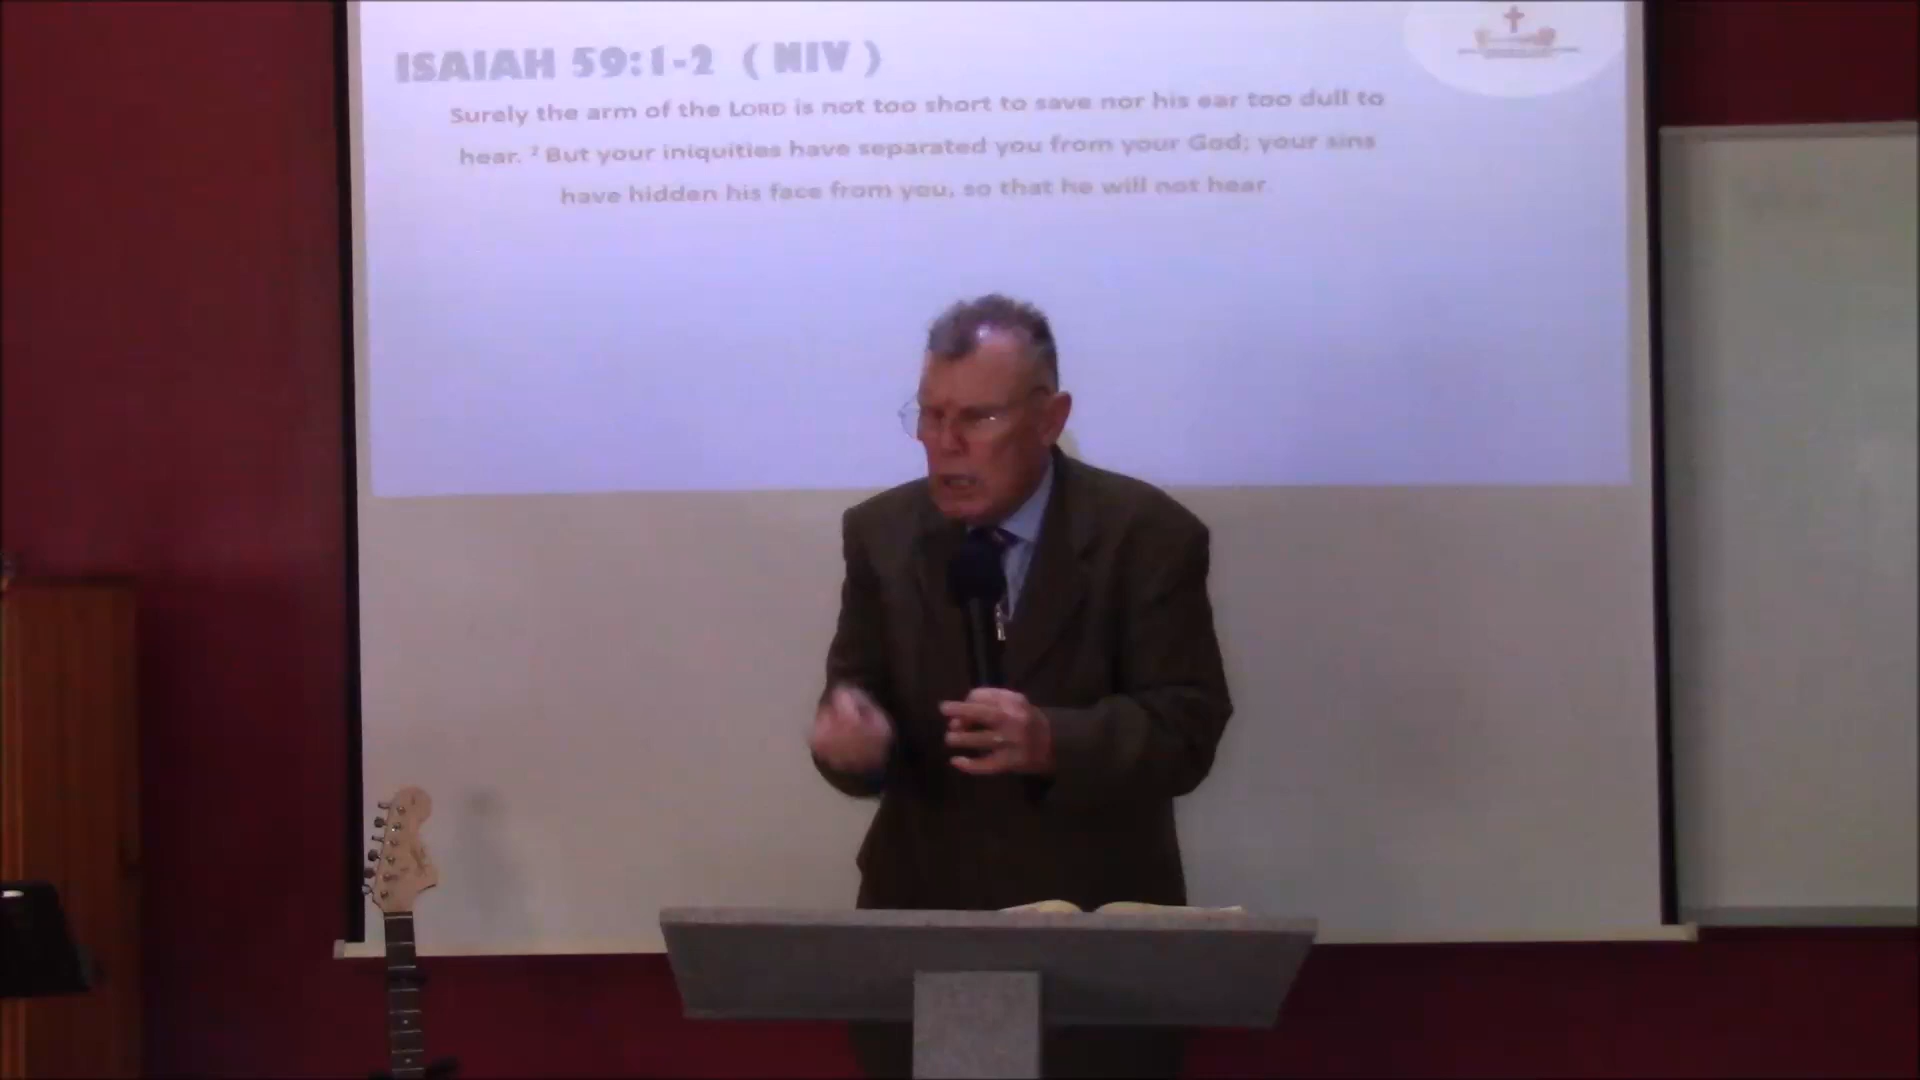 ISAIAH 59:1-2 ( NIV )
Surely the arm of the LORD is not too short to save nor his ear too dull to
hear. ² But your iniquities have separated you from your God; your sins
have hidden his face from you, so that he will not hear.